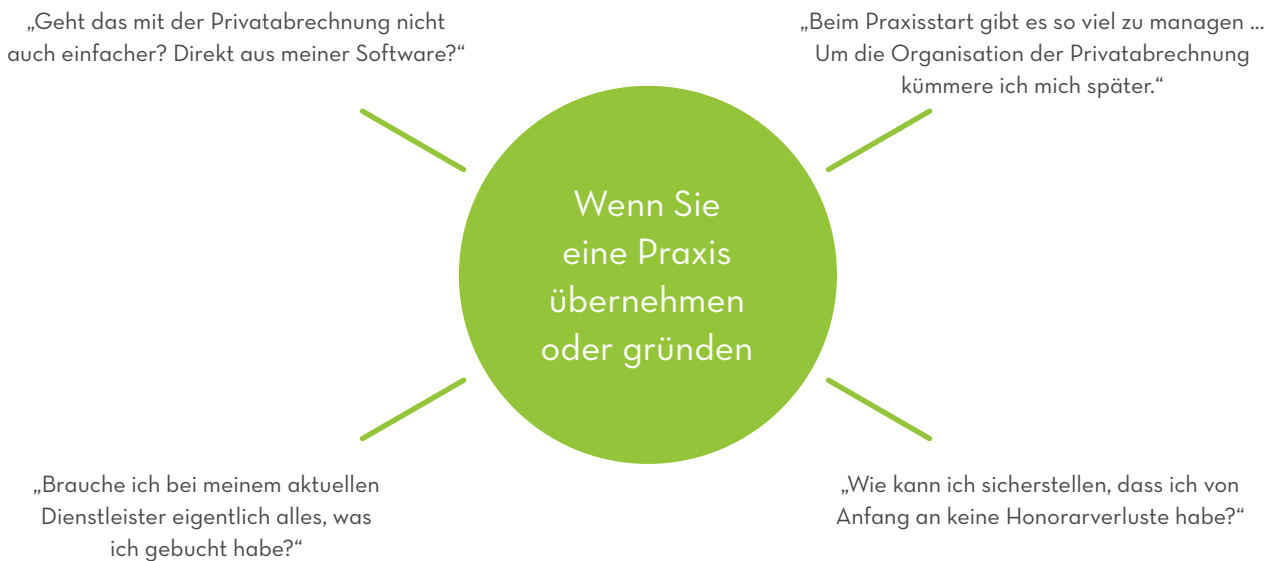 „Geht das mit der Privatabrechnung nicht
auch einfacher? Direkt aus meiner Software?“
„Beim Praxisstart gibt es so viel zu managen ...
Um die Organisation der Privatabrechnung
kümmere ich mich später.“
Wenn Sie
eine Praxis
übernehmen
oder gründen
„Brauche ich bei meinem aktuellen
Dienstleister eigentlich alles, was
ich gebucht habe?“
„Wie kann ich sicherstellen, dass ich von
Anfang an keine Honorarverluste habe?“